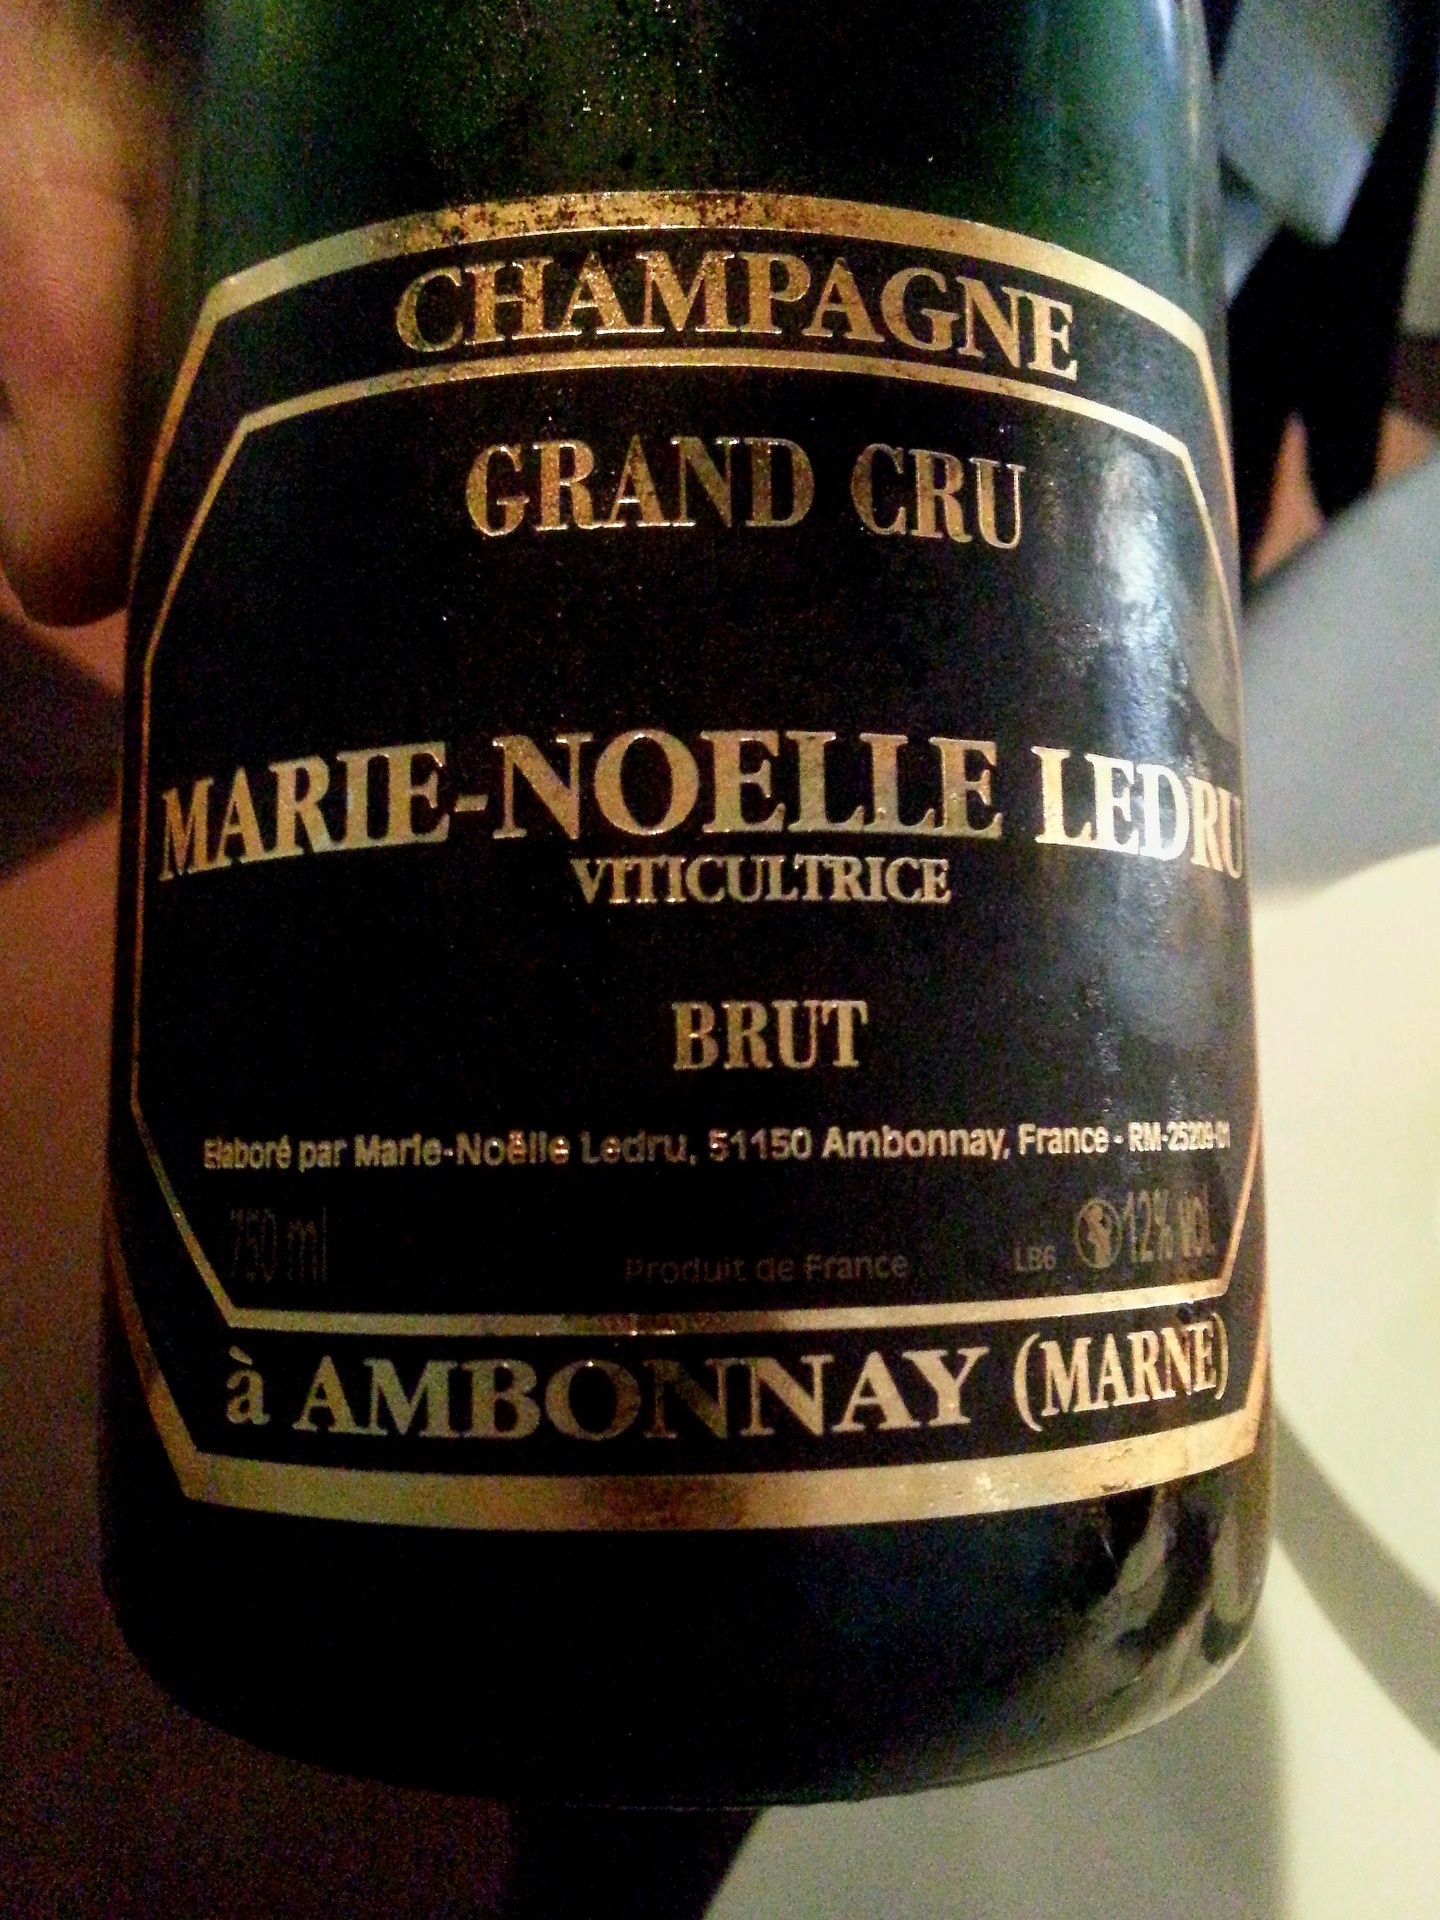 CHAMPAGNE
GRAND CRU
MARIE-NOELLE LEDRU
VITICULTRICE
BRUT
Elaboré par Marie-Noëlle Ledru, 51150 Ambonnay, France - RM-25209-01
750 ml
Produit de France
LB6
12% vol.
à AMBONNAY (MARNE)